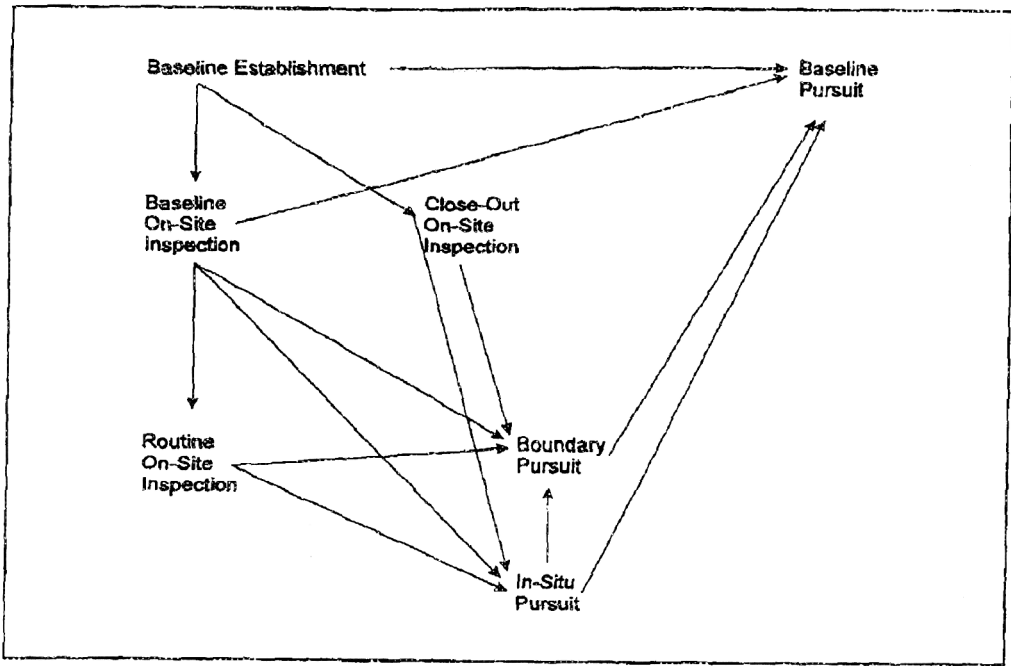 Baseline Establishment
Baseline
Pursuit
Baseline
On-Site
Inspection
Close-Out
On-Site
Inspection
Routine
On-Site
Inspection
Boundary
Pursuit
In-Situ
Pursuit